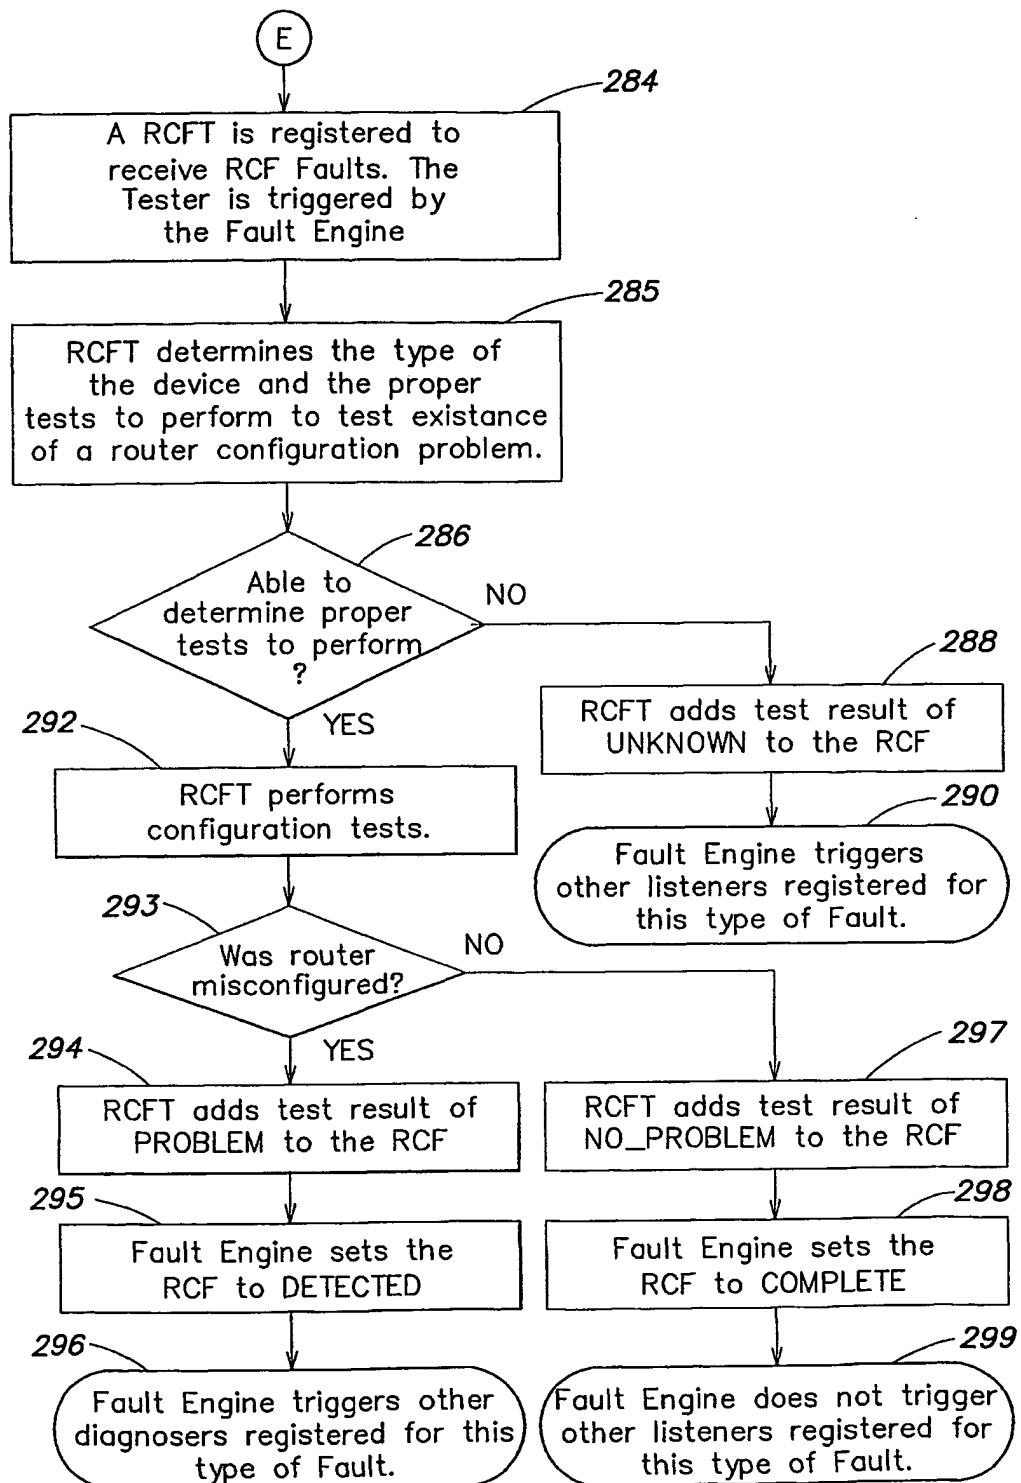 E
284
A RCFT is registered to
receive RCF Faults. The
Tester is triggered by
the Fault Engine
285
RCFT determines the type of
the device and the proper
tests to perform to test existance
of a router configuration problem.
286
Able to
determine proper
tests to perform
?
NO
YES
288
RCFT adds test result of
UNKNOWN to the RCF
290
Fault Engine triggers
other listeners registered for
this type of Fault.
292
RCFT performs
configuration tests.
293
Was router
misconfigured?
NO
YES
294
RCFT adds test result of
PROBLEM to the RCF
295
Fault Engine sets the
RCF to DETECTED
296
Fault Engine triggers other
diagnosers registered for this
type of Fault.
297
RCFT adds test result of
NO_PROBLEM to the RCF
298
Fault Engine sets the
RCF to COMPLETE
299
Fault Engine does not trigger
other listeners registered for
this type of Fault.